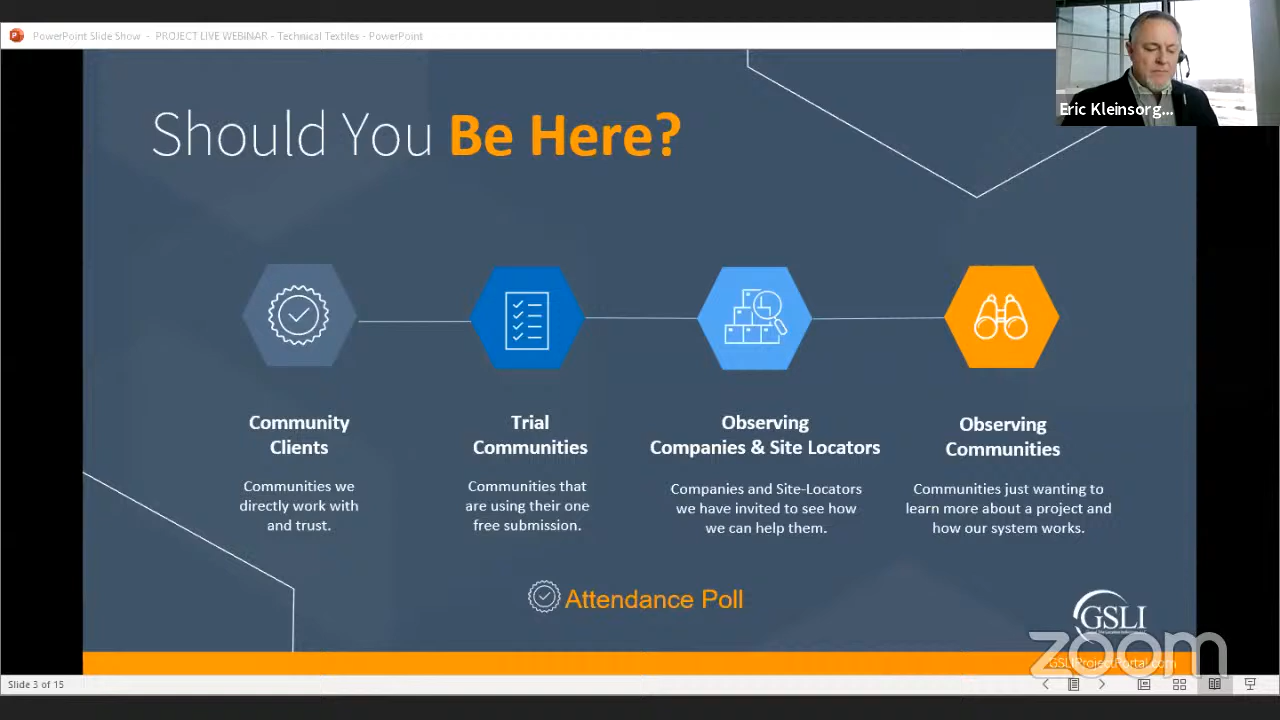 PowerPoint Slide Show - PROJECT LIVE WEBINAR - Technical Textiles - PowerPoint
Eric Kleinsorg...
Should You Be Here?
Community
Clients
Communities we
directly work with
and trust.
Trial
Communities
Communities that
are using their one
free submission.
Observing
Companies & Site Locators
Companies and Site-Locators
we have invited to see how
we can help them.
Observing
Communities
Communities just wanting to
learn more about a project and
how our system works.
Attendance Poll
GSLI
zoom
GSLIProjectPortal.com
Slide 3 of 15